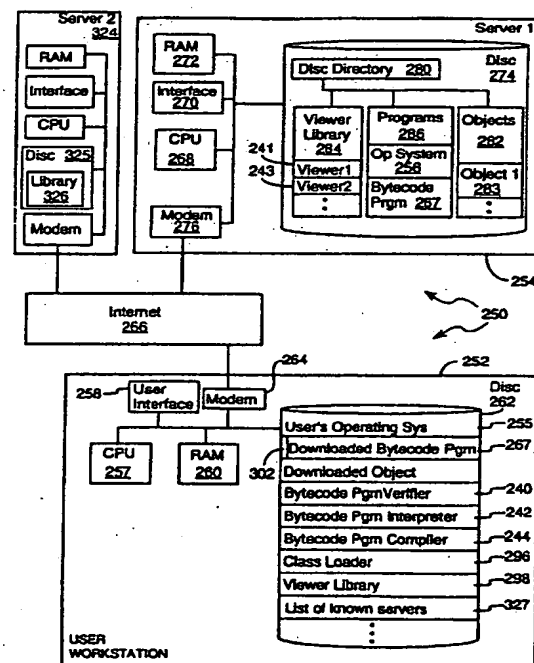 Server 2
324
RAM
Interface
CPU
Disc 325
Library
326
Modem
Server 1
RAM
272
Interface
270
CPU
268
Modem
276
Disc
274
Disc Directory 280
Viewer
Library
284
241
Viewer1
243
Viewer2
Programs
286
Op System
256
Bytecode
Prgm 267
Objects
282
Object 1
283
254
250
Internet
266
252
264
258
User
Interface
Modem
Disc
262
CPU
257
RAM
260
302
User's Operating Sys
255
Downloaded Bytecode Pgm
267
Downloaded Object
Bytecode PgmVerifier
240
Bytecode Pgm Interpreter
242
Bytecode Pgm Compiler
244
Class Loader
296
Viewer Library
298
List of known servers
327
USER
WORKSTATION